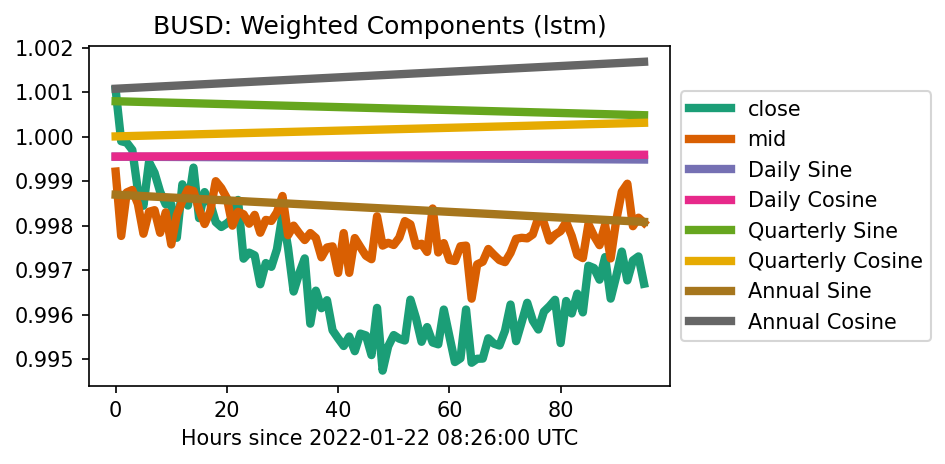 BUSD: Weighted Components (lstm)
1.002
1.001
1.000
0.999
0.998
0.997
0.996
0.995
0 20 40 60 80
Hours since 2022-01-22 08:26:00 UTC
close
mid
Daily Sine
Daily Cosine
Quarterly Sine
Quarterly Cosine
Annual Sine
Annual Cosine